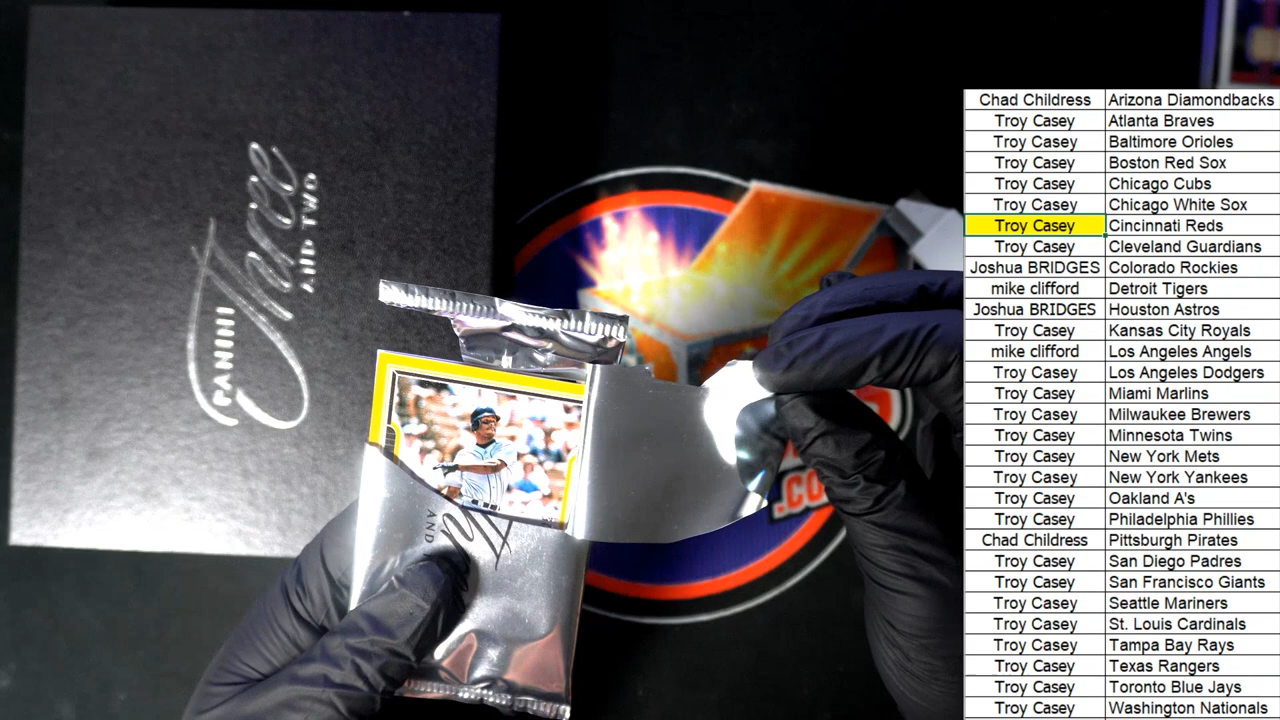 PANINI
Three
AND TWO
AND
.CO
Chad Childress Arizona Diamondbacks
Troy Casey Atlanta Braves
Troy Casey Baltimore Orioles
Troy Casey Boston Red Sox
Troy Casey Chicago Cubs
Troy Casey Chicago White Sox
Troy Casey Cincinnati Reds
Troy Casey Cleveland Guardians
Joshua BRIDGES Colorado Rockies
mike clifford Detroit Tigers
Joshua BRIDGES Houston Astros
Troy Casey Kansas City Royals
mike clifford Los Angeles Angels
Troy Casey Los Angeles Dodgers
Troy Casey Miami Marlins
Troy Casey Milwaukee Brewers
Troy Casey Minnesota Twins
Troy Casey New York Mets
Troy Casey New York Yankees
Troy Casey Oakland A's
Troy Casey Philadelphia Phillies
Chad Childress Pittsburgh Pirates
Troy Casey San Diego Padres
Troy Casey San Francisco Giants
Troy Casey Seattle Mariners
Troy Casey St. Louis Cardinals
Troy Casey Tampa Bay Rays
Troy Casey Texas Rangers
Troy Casey Toronto Blue Jays
Troy Casey Washington Nationals